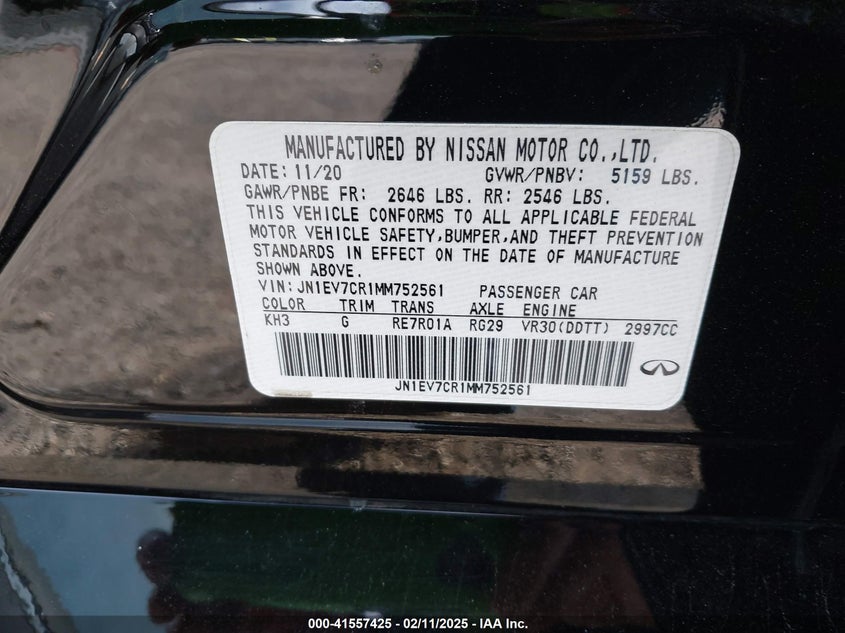 MANUFACTURED BY NISSAN MOTOR CO.,LTD.
DATE: 11/20 GVWR/PNBV: 5159 LBS.
GAWR/PNBE FR: 2646 LBS. RR: 2546 LBS.
THIS VEHICLE CONFORMS TO ALL APPLICABLE FEDERAL
MOTOR VEHICLE SAFETY,BUMPER,AND THEFT PREVENTION
STANDARDS IN EFFECT ON THE DATE OF MANUFACTURE
SHOWN ABOVE.
VIN:JN1EV7CR1MM752561 PASSENGER CAR
COLOR TRIM TRANS AXLE ENGINE
KH3 G RE7R01A RG29 VR30(DDTT) 2997CC
JN1EV7CR1MM752561
000-41557425 - 02/11/2025 - IAA Inc.